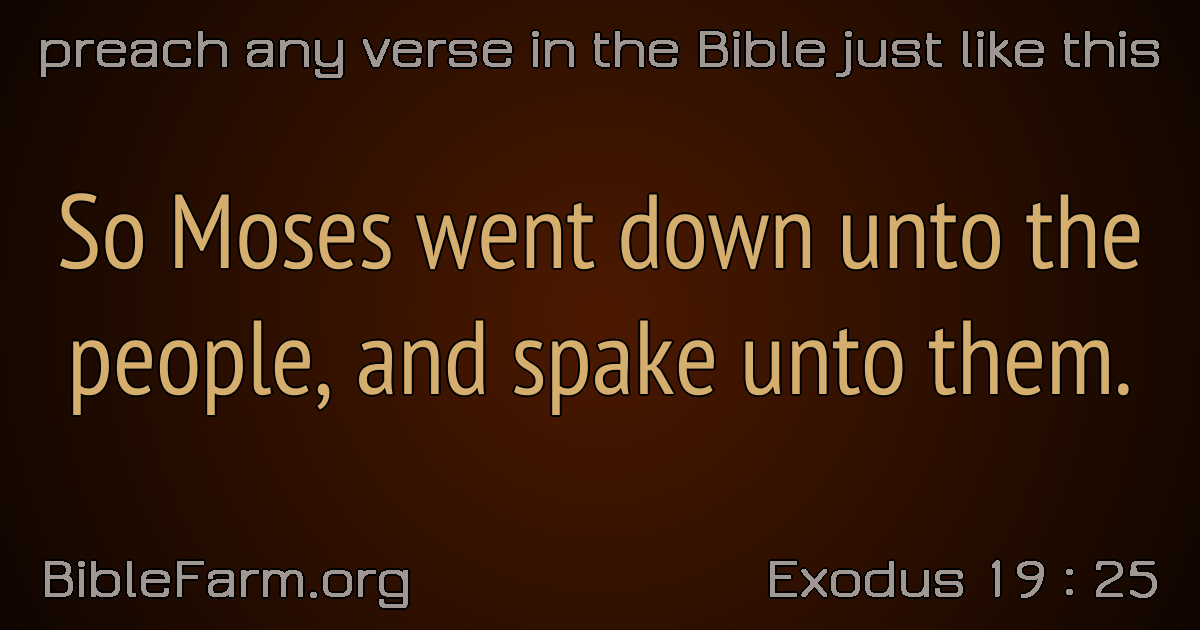 preach any verse in the Bible just like this
So Moses went down unto the
people, and spake unto them.
BibleFarm.org
Exodus 19 : 25